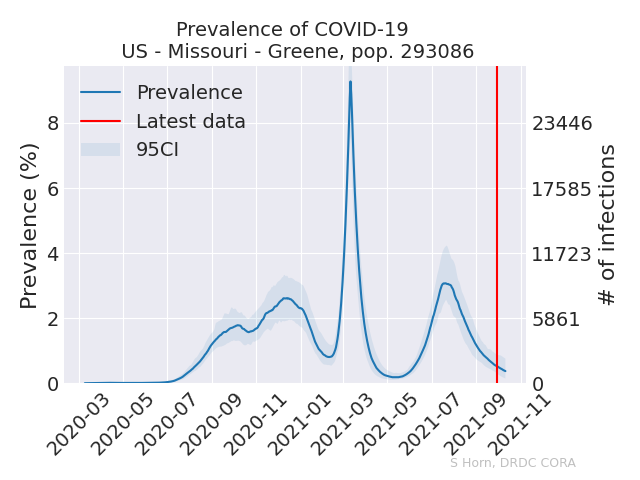 Prevalence of COVID-19
US - Missouri - Greene, pop. 293086
Prevalence
Latest data
95CI
Prevalence (%)
8
6
4
2
0
23446
17585
11723
5861
0
# of infections
2020-03
2020-05
2020-07
2020-09
2020-11
2021-01
2021-03
2021-05
2021-07
2021-09
2021-11
S Horn, DRDC CORA